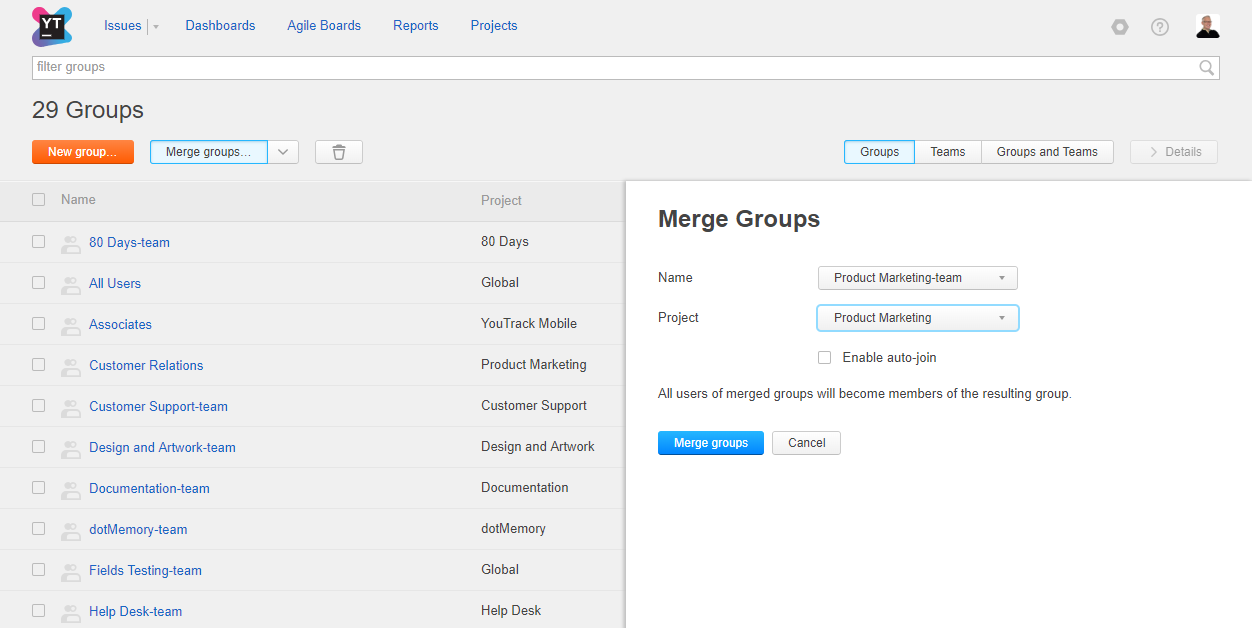 YT Issues Dashboards Agile Boards Reports Projects
filter groups
29 Groups
New group... Merge groups... Groups Teams Groups and Teams Details
Name Project
80 Days-team 80 Days
All Users Global
Associates YouTrack Mobile
Customer Relations Product Marketing
Customer Support-team Customer Support
Design and Artwork-team Design and Artwork
Documentation-team Documentation
dotMemory-team dotMemory
Fields Testing-team Global
Help Desk-team Help Desk
Merge Groups
Name Product Marketing-team
Project Product Marketing
Enable auto-join
All users of merged groups will become members of the resulting group.
Merge groups Cancel